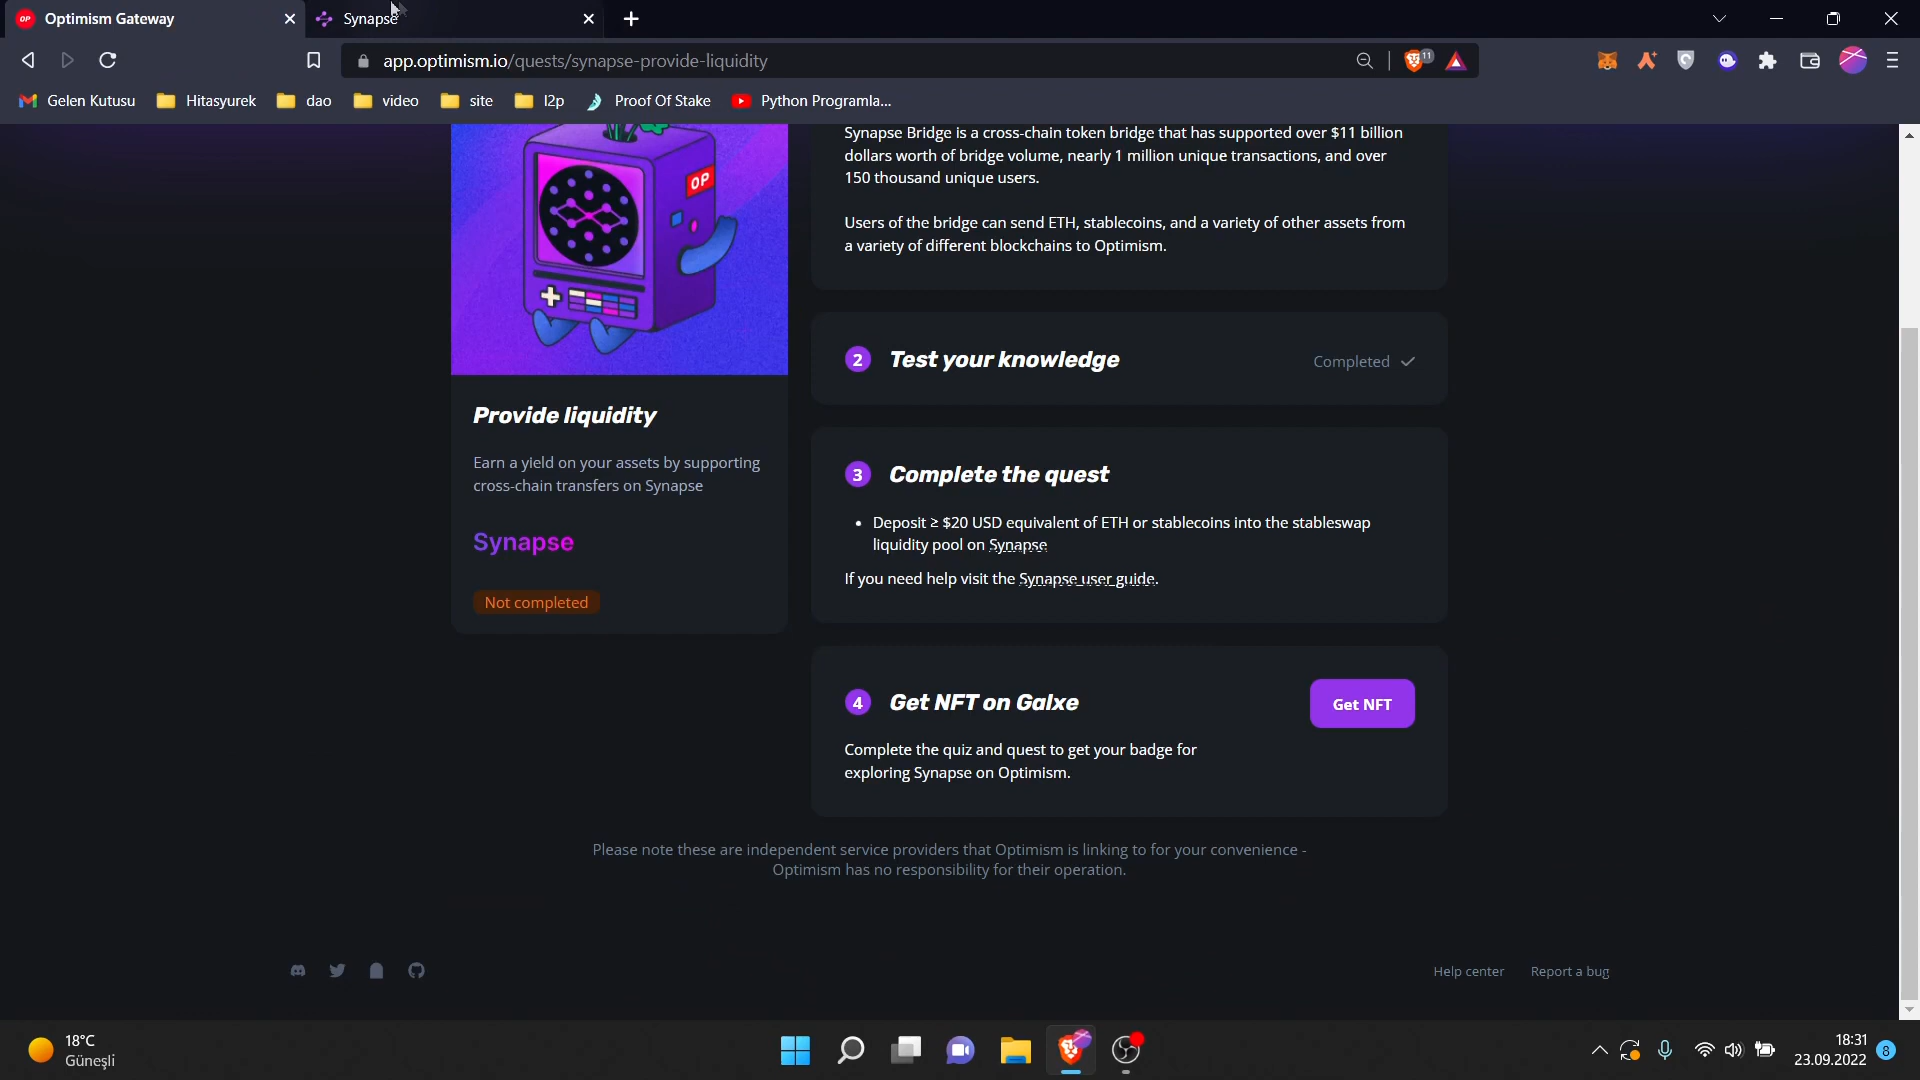 Optimism Gateway
Synapse
app.optimism.io/quests/synapse-provide-liquidity
11
Gelen Kutusu
Hitasyurek
dao
video
site
l2p
Proof Of Stake
Python Programla...
OP
Synapse Bridge is a cross-chain token bridge that has supported over $11 billion
dollars worth of bridge volume, nearly 1 million unique transactions, and over
150 thousand unique users.
Users of the bridge can send ETH, stablecoins, and a variety of other assets from
a variety of different blockchains to Optimism.
2 Test your knowledge
Completed
Provide liquidity
Earn a yield on your assets by supporting
cross-chain transfers on Synapse
Synapse
Not completed
3 Complete the quest
• Deposit ≥ $20 USD equivalent of ETH or stablecoins into the stableswap
liquidity pool on Synapse
If you need help visit the Synapse user guide.
4 Get NFT on Galxe
Get NFT
Complete the quiz and quest to get your badge for
exploring Synapse on Optimism.
Please note these are independent service providers that Optimism is linking to for your convenience -
Optimism has no responsibility for their operation.
Help center
Report a bug
18°C
Güneşli
18:31
23.09.2022
8